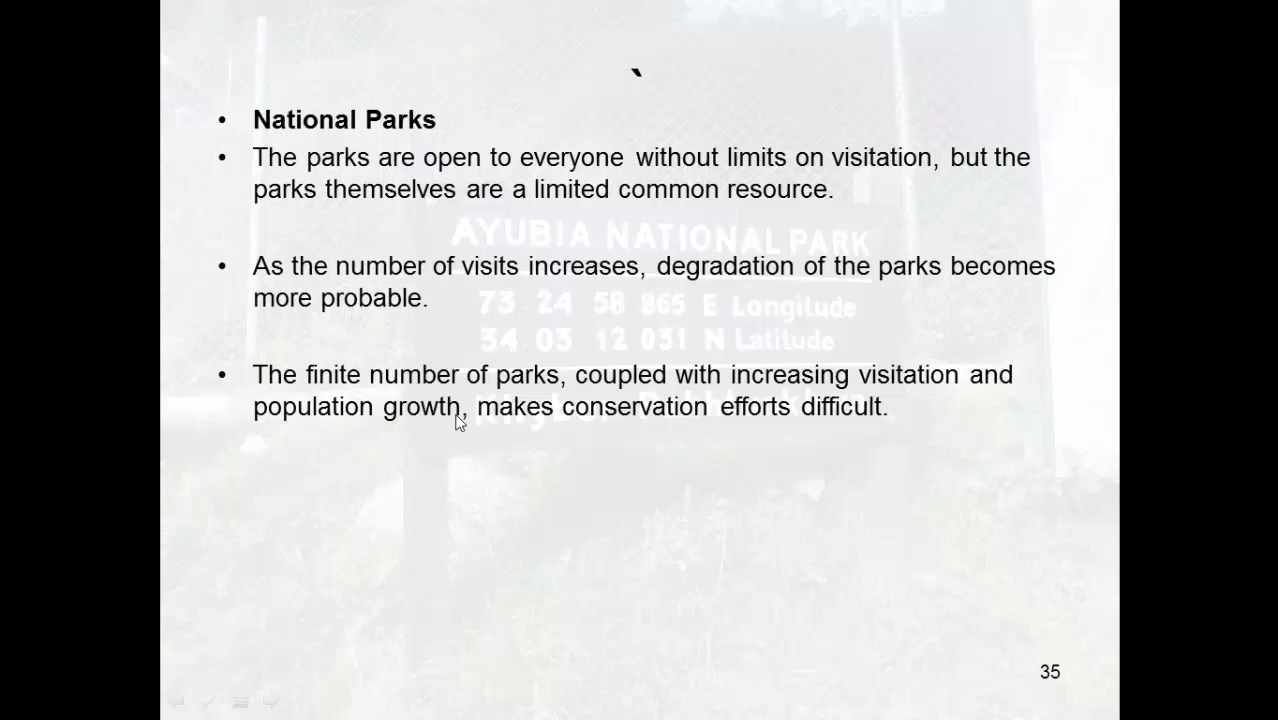 `
• National Parks
• The parks are open to everyone without limits on visitation, but the
parks themselves are a limited common resource.
AYUBIA NATIONAL PARK
• As the number of visits increases, degradation of the parks becomes
more probable.
73 24 58 865 E Longitude
34 03 12 031 N Latitude
• The finite number of parks, coupled with increasing visitation and
population growth, makes conservation efforts difficult.
35